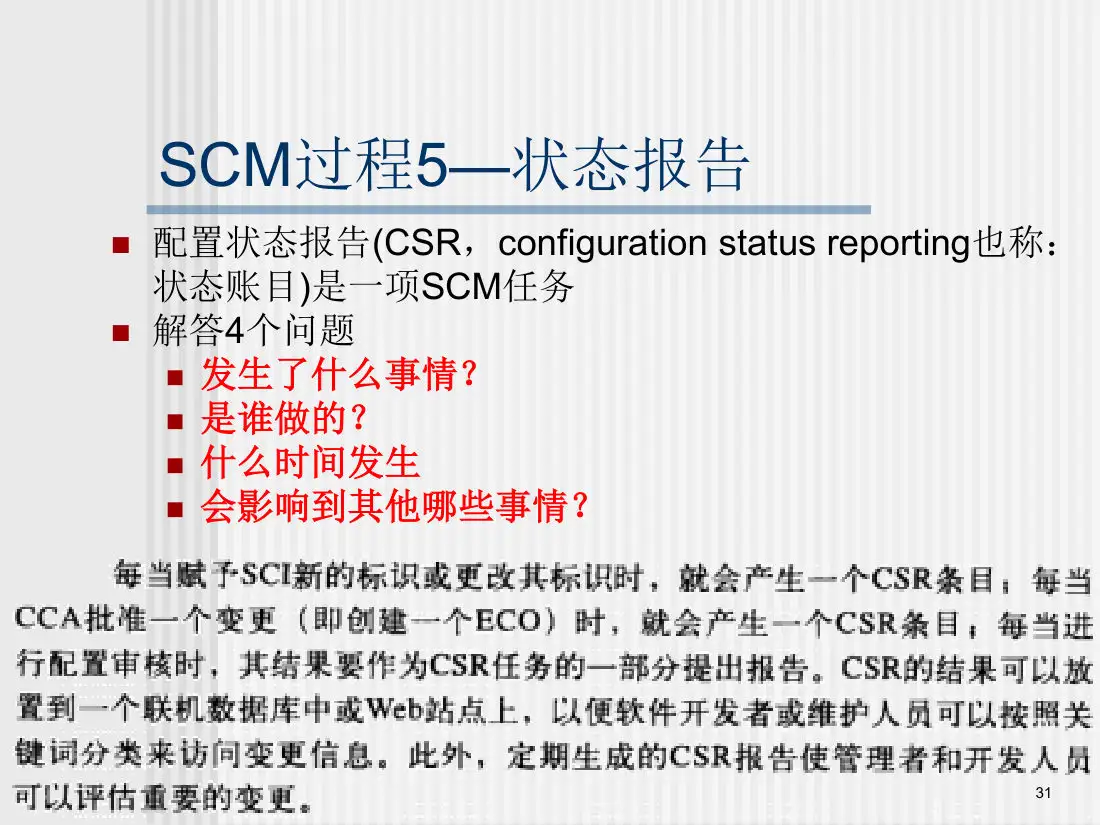 SCM过程5—状态报告
配置状态报告(CSR，configuration status reporting也称：
状态账目)是一项SCM任务
解答4个问题
发生了什么事情？
是谁做的？
什么时间发生
会影响到其他哪些事情？
每当赋予SCI新的标识或更改其标识时，就会产生一个CSR条目；每当
CCA批准一个变更（即创建一个ECO）时，就会产生一个CSR条目；每当进
行配置审核时，其结果要作为CSR任务的一部分提出报告。CSR的结果可以放
置到一个联机数据库中或Web站点上，以便软件开发者或维护人员可以按照关
键词分类来访问变更信息。此外，定期生成的CSR报告使管理者和开发人员
可以评估重要的变更。
31